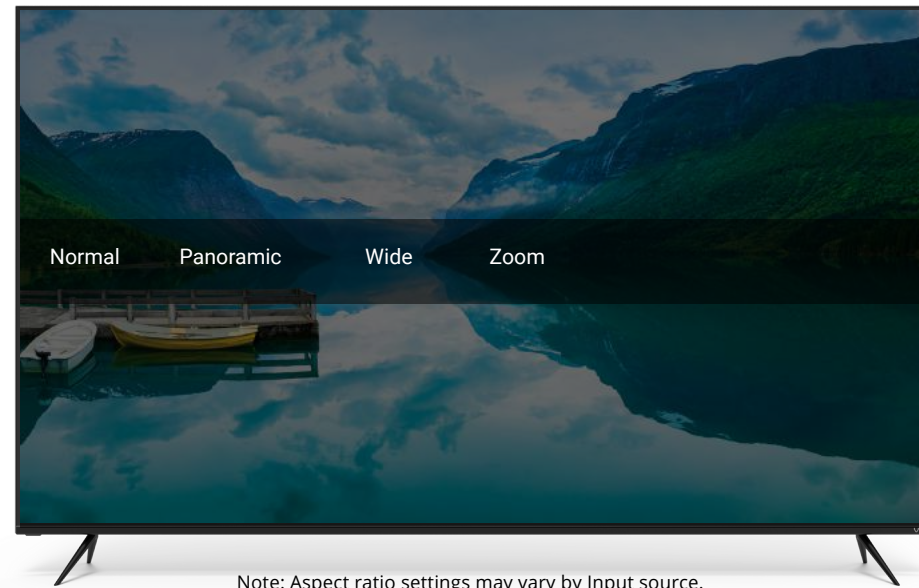 Normal Panoramic Wide Zoom
Note: Aspect ratio settings may vary by Input source.